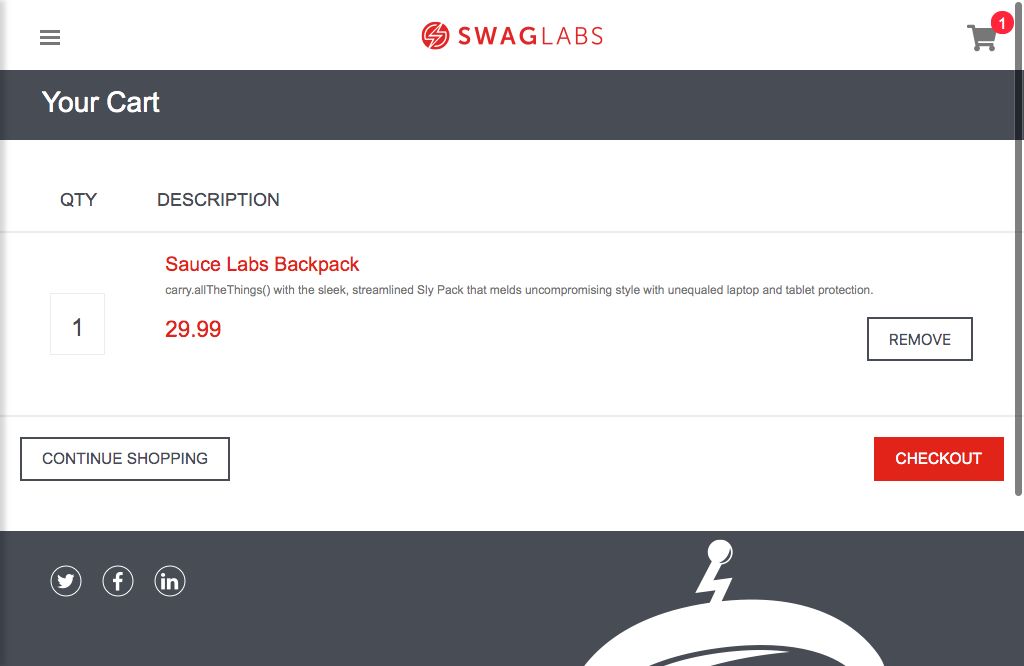 SWAGLABS
1
Your Cart
QTY DESCRIPTION
Sauce Labs Backpack
carry.allTheThings() with the sleek, streamlined Sly Pack that melds uncompromising style with unequaled laptop and tablet protection.
1
29.99
REMOVE
CONTINUE SHOPPING
CHECKOUT